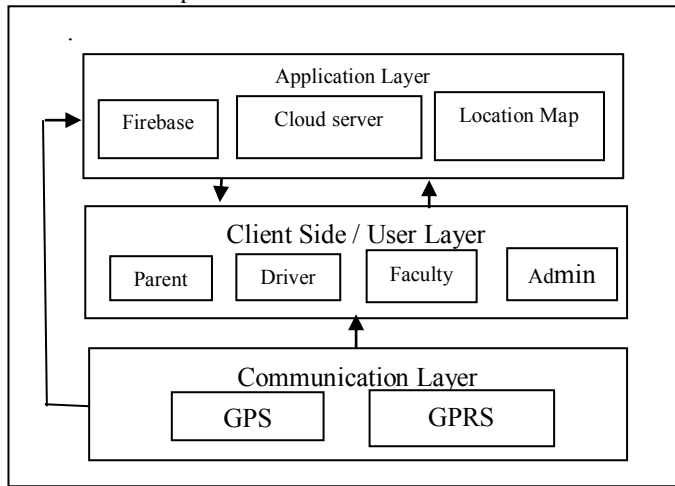 Application Layer
Firebase
Cloud server
Location Map
Client Side / User Layer
Parent
Driver
Faculty
Admin
Communication Layer
GPS
GPRS